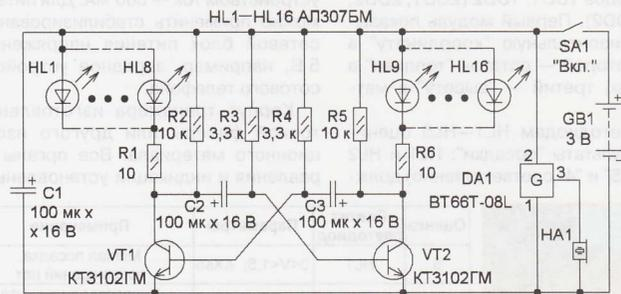 HL1 – HL16 АЛ307БМ
SA1
"Вкл."
HL1
HL8
HL9
HL16
R2
10 к
R3
3,3 к
R4
3,3 к
R5
10 к
GB1
3 В
R1
10
R6
10
C1
100 мк х
х 16 В
C2
100 мк х 16 В
C3
100 мк х 16 В
DA1
BT66T-08L
2
G
3
1
HA1
VT1
КТ3102ГМ
VT2
КТ3102ГМ